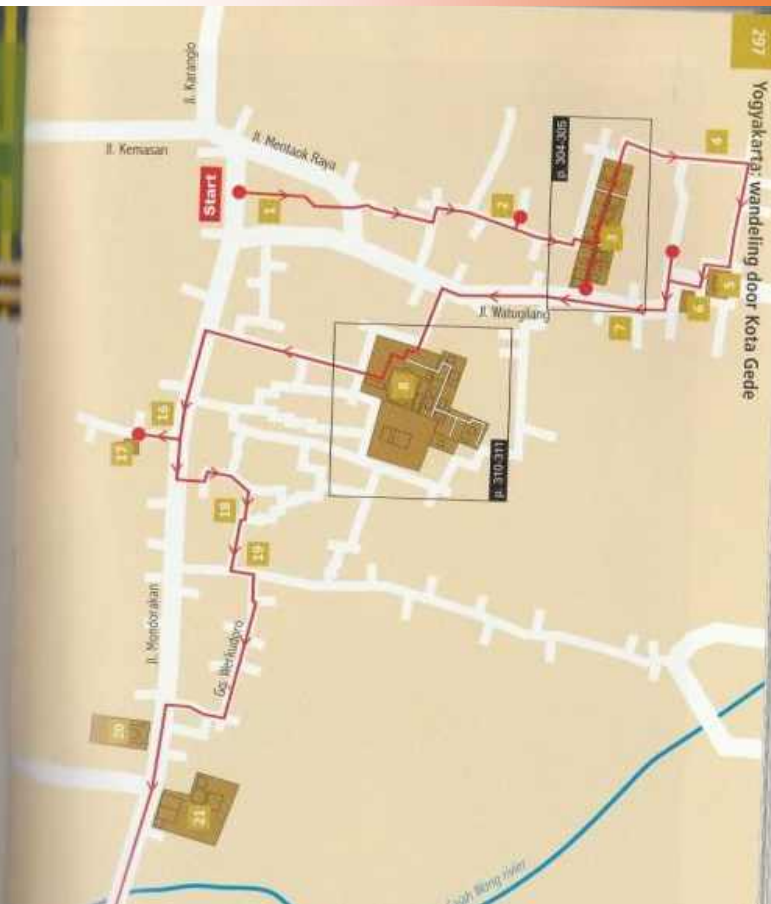 297
Yogyakarta: wandeling door Kota Gede
Jl. Karanglo
Jl. Kemasan
Jl. Mentaok Raya
Start
1
2
p. 304-305
3
4
5
6
7
Jl. Watugilang
8
p. 310-311
16
17
18
19
Jl. Mondorakan
Gg. Werkudoro
20
21
Wong rivier